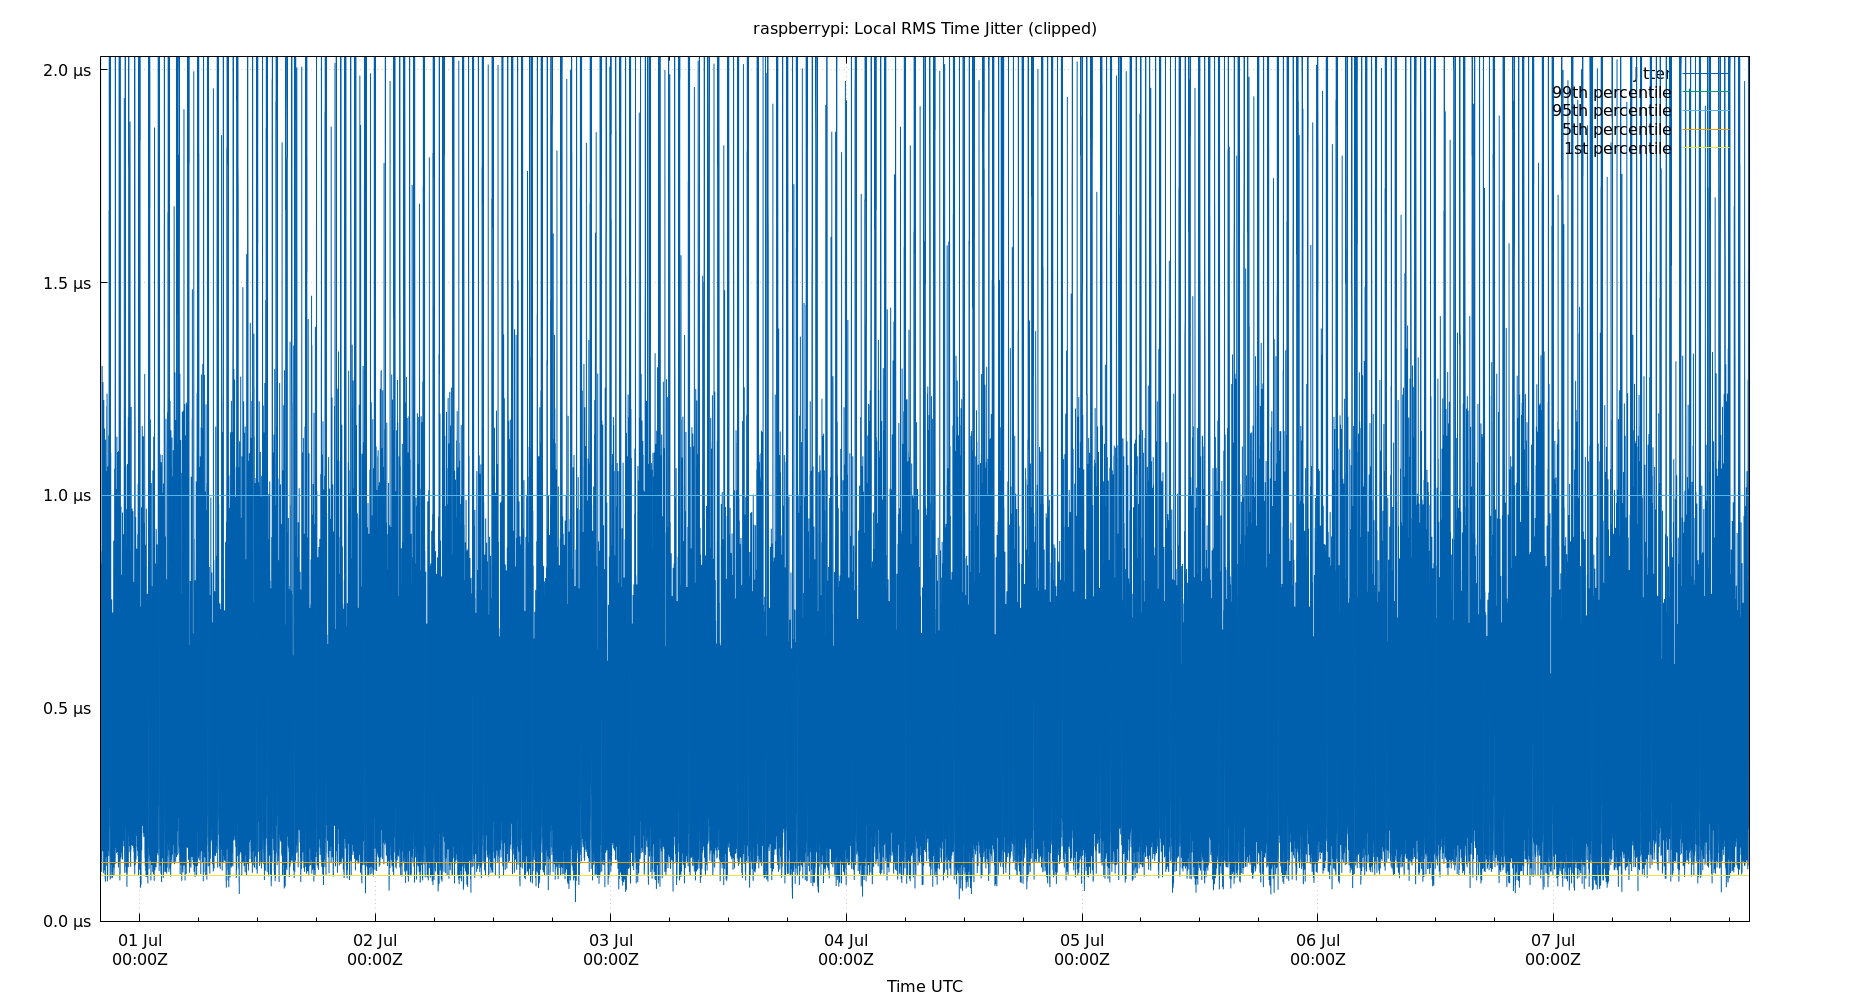 raspberrypi: Local RMS Time Jitter (clipped)
2.0 µs
1.5 µs
1.0 µs
0.5 µs
0.0 µs
Jitter
99th percentile
95th percentile
5th percentile
1st percentile
01 Jul
00:00Z
02 Jul
00:00Z
03 Jul
00:00Z
04 Jul
00:00Z
05 Jul
00:00Z
06 Jul
00:00Z
07 Jul
00:00Z
Time UTC